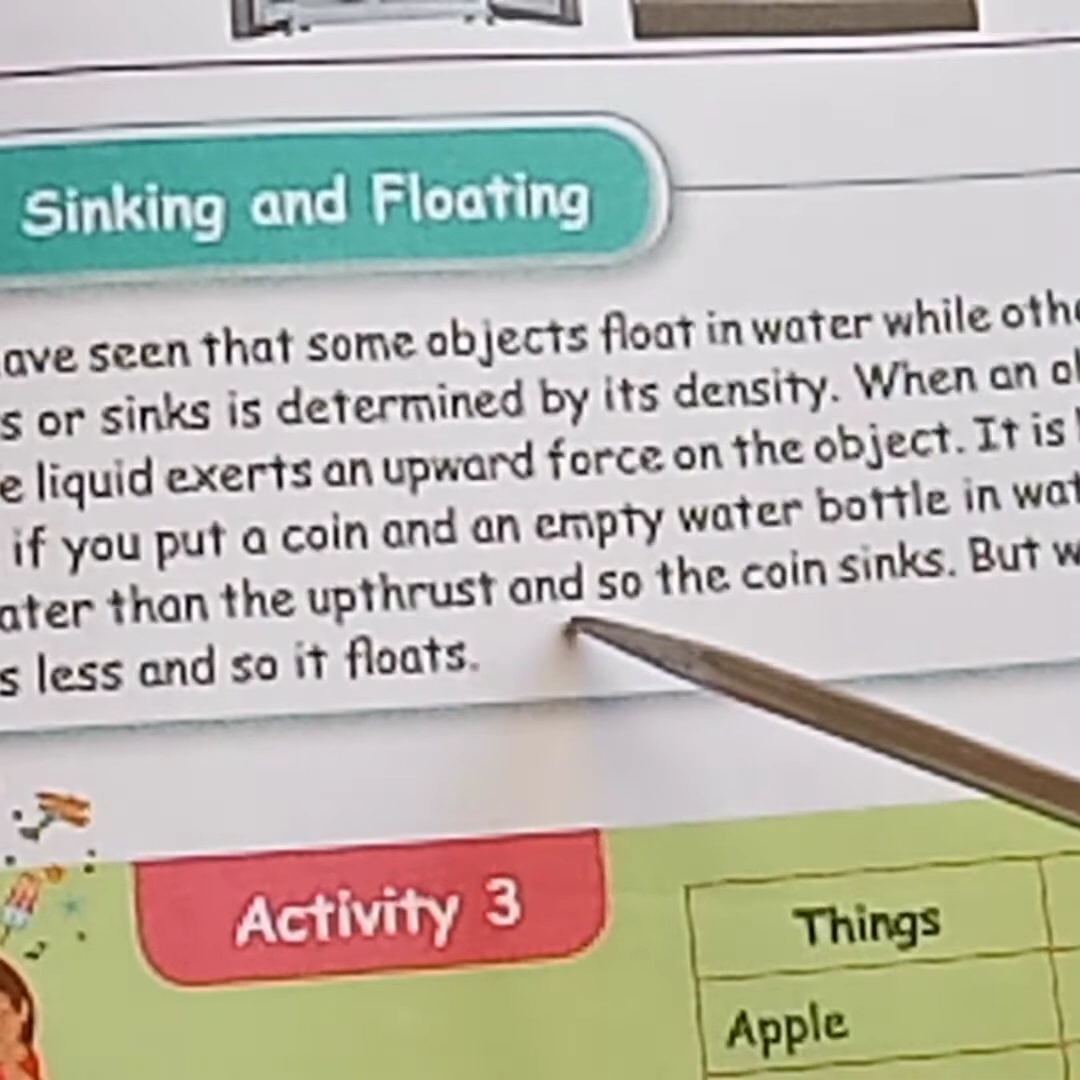 Sinking and Floating
ave seen that some objects float in water while othe
s or sinks is determined by its density. When an ob
e liquid exerts an upward force on the object. It is
if you put a coin and an empty water bottle in wat
ater than the upthrust and so the coin sinks. But w
s less and so it floats.
Activity 3
Things
Apple